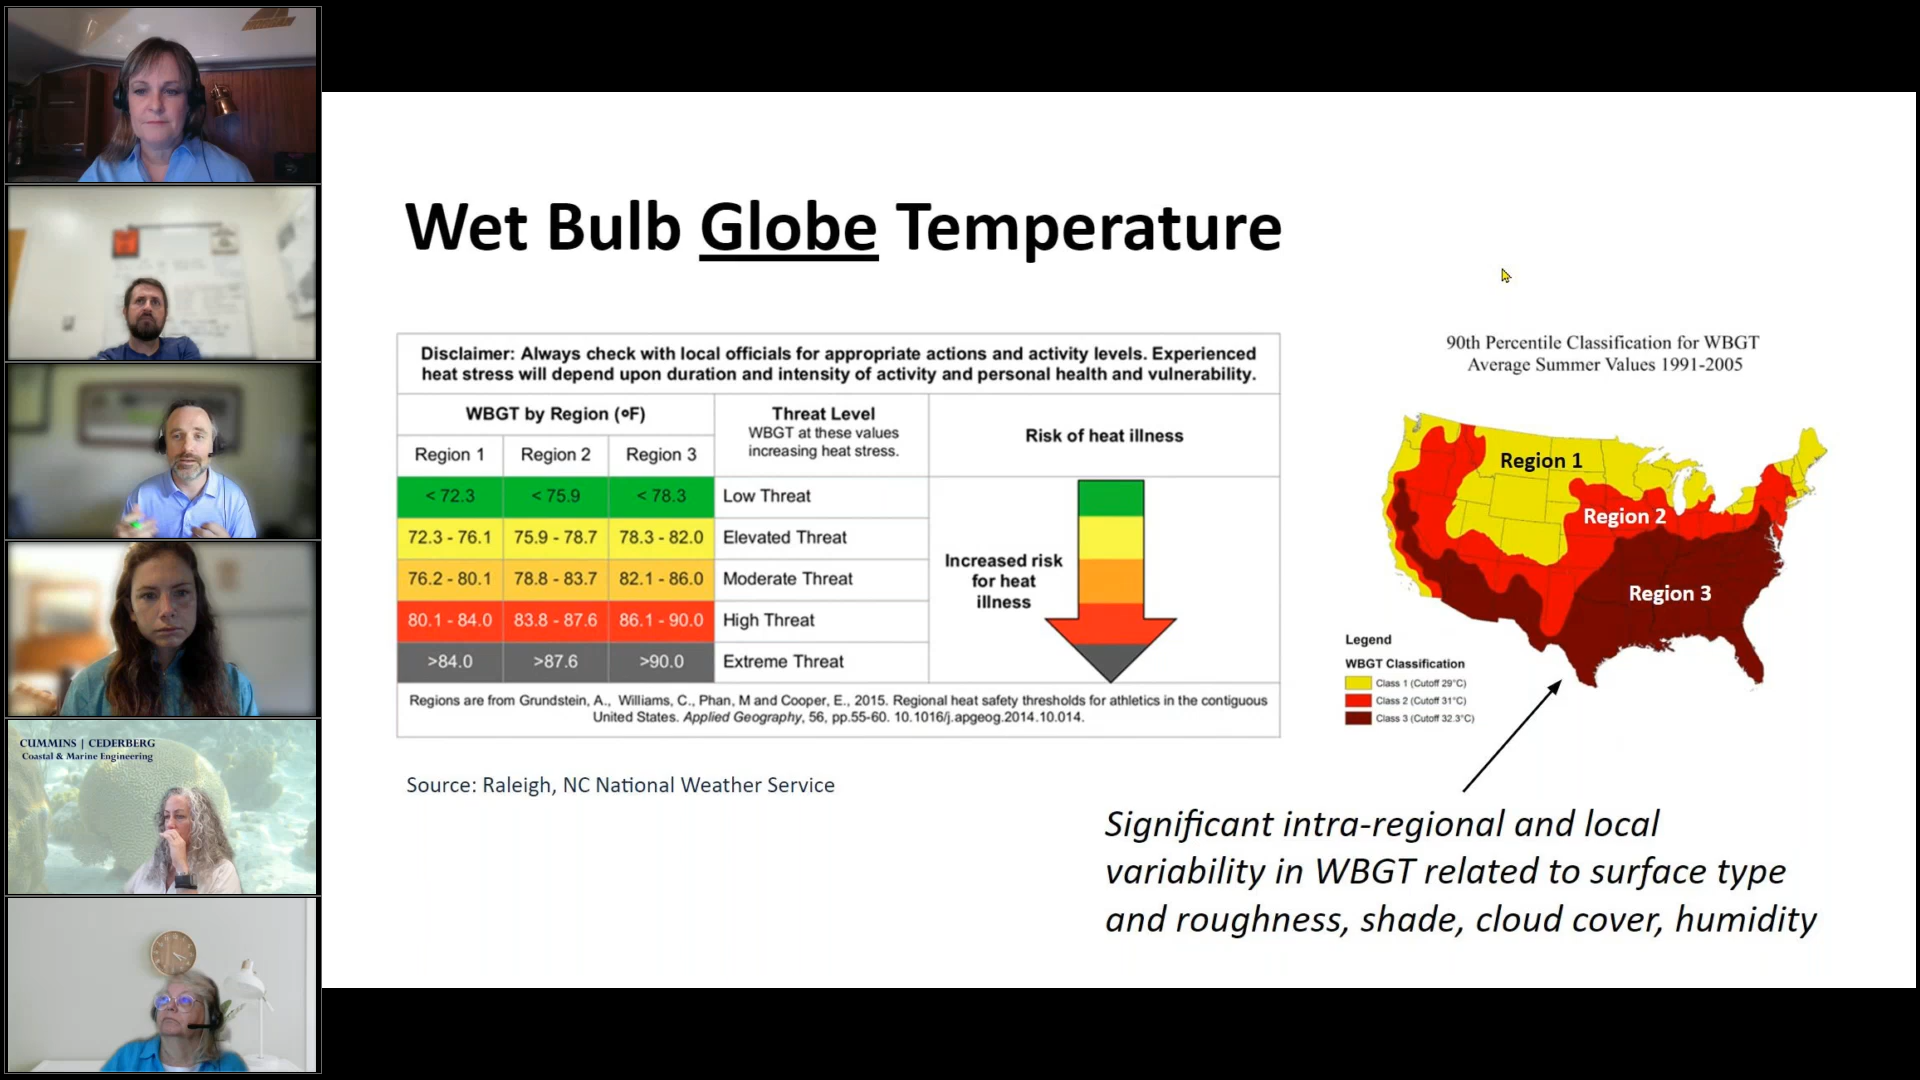 CUMMINS | CEDERBERG
Coastal & Marine Engineering
Wet Bulb Globe Temperature
Disclaimer: Always check with local officials for appropriate actions and activity levels. Experienced
heat stress will depend upon duration and intensity of activity and personal health and vulnerability.
WBGT by Region (°F)
Threat Level
WBGT at these values
increasing heat stress.
Risk of heat illness
Region 1 Region 2 Region 3
< 72.3 < 75.9 < 78.3 Low Threat
72.3 - 76.1 75.9 - 78.7 78.3 - 82.0 Elevated Threat
76.2 - 80.1 78.8 - 83.7 82.1 - 86.0 Moderate Threat
80.1 - 84.0 83.8 - 87.6 86.1 - 90.0 High Threat
>84.0 >87.6 >90.0 Extreme Threat
Increased risk
for heat
illness
Regions are from Grundstein, A., Williams, C., Phan, M and Cooper, E., 2015. Regional heat safety thresholds for athletics in the contiguous
United States. Applied Geography, 56, pp.55-60. 10.1016/j.apgeog.2014.10.014.
Source: Raleigh, NC National Weather Service
90th Percentile Classification for WBGT
Average Summer Values 1991-2005
Region 1
Region 2
Region 3
Legend
WBGT Classification
Class 1 (Cutoff 29°C)
Class 2 (Cutoff 31°C)
Class 3 (Cutoff 32.3°C)
Significant intra-regional and local
variability in WBGT related to surface type
and roughness, shade, cloud cover, humidity